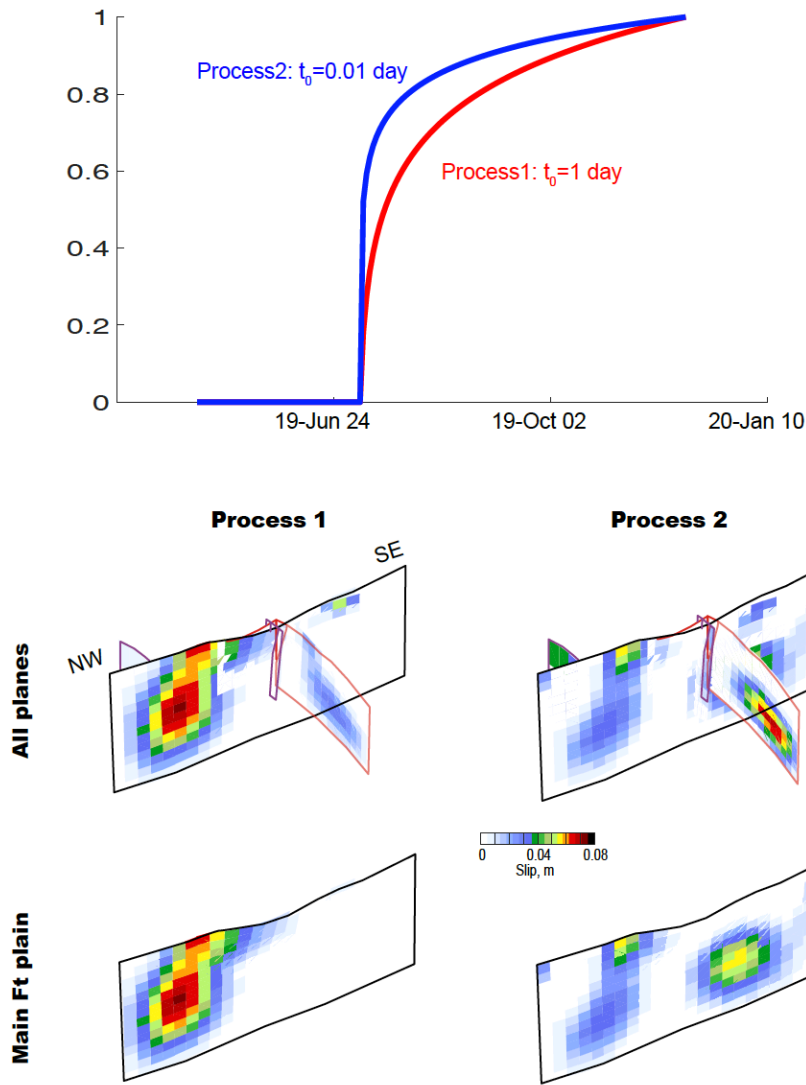 1
Process2: t0=0.01 day
0.8
0.6
Process1: t0=1 day
0.4
0.2
0
19-Jun 24
19-Oct 02
20-Jan 10
Process 1
Process 2
SE
NW
All planes
0
0.04
0.08
Slip, m
Main Ft plain